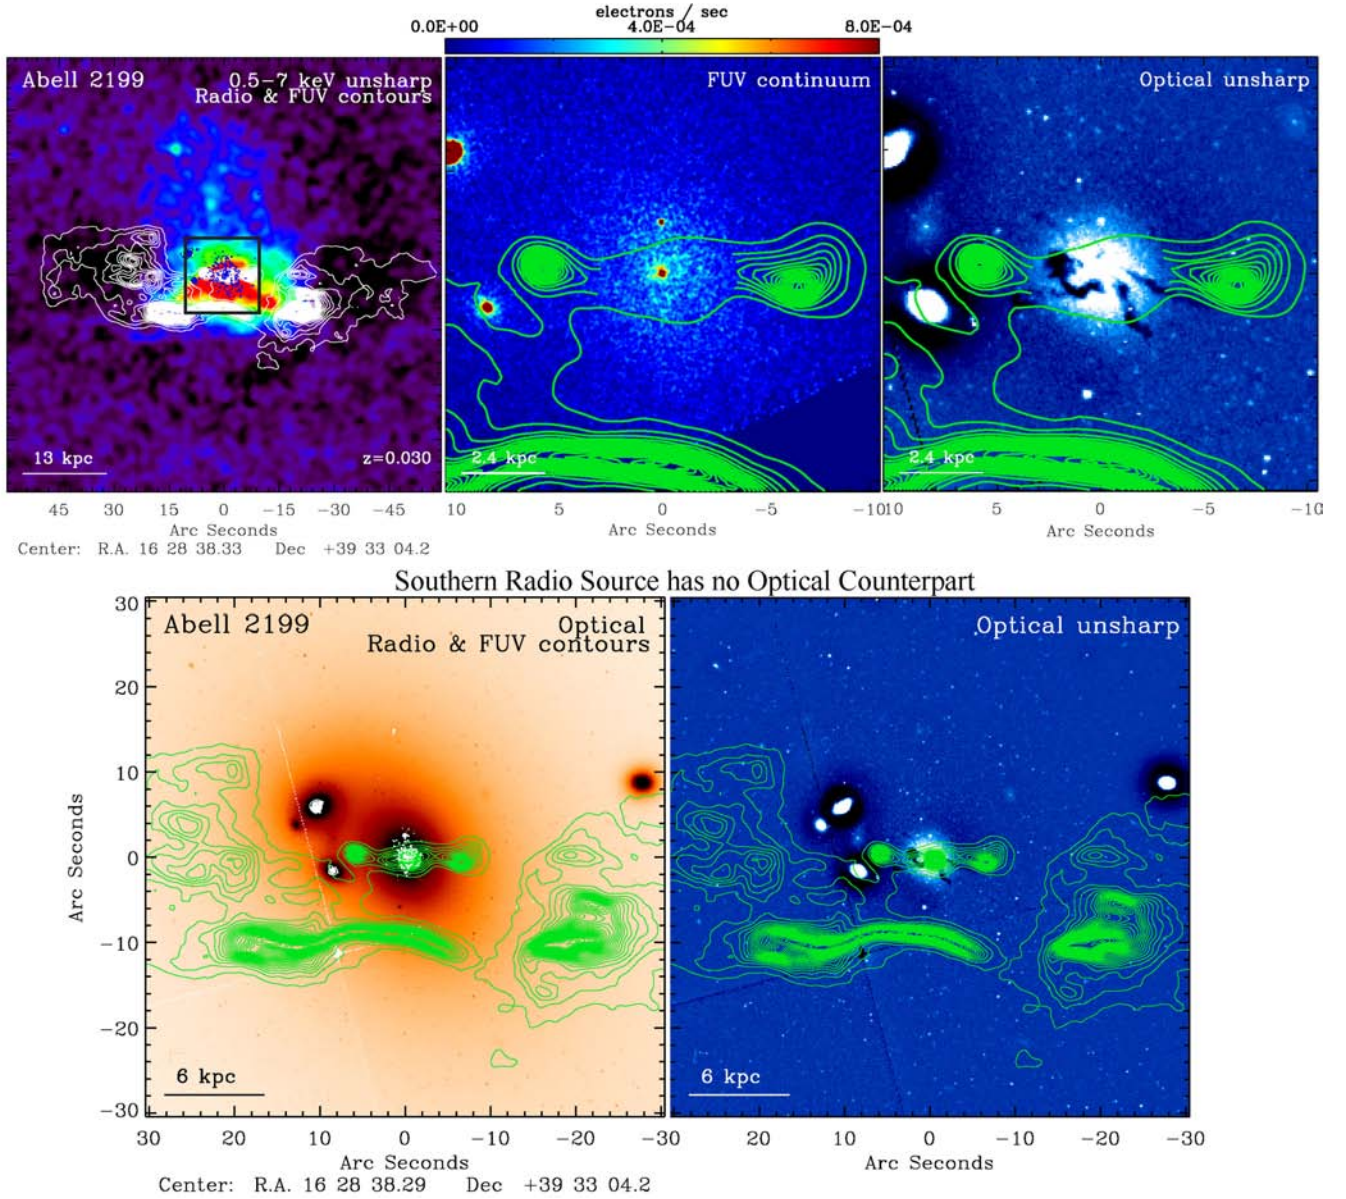 electrons / sec
0.0E+00 4.0E-04 8.0E-04
Abell 2199 0.5-7 keV unsharp
Radio & FUV contours
13 kpc z=0.030
FUV continuum
2.4 kpc
Optical unsharp
2.4 kpc
45 30 15 0 -15 -30 -45
Arc Seconds
Center: R.A. 16 28 38.33 Dec +39 33 04.2
10 5 0 -5 -10
Arc Seconds
10 5 0 -5 -10
Arc Seconds
Southern Radio Source has no Optical Counterpart
Abell 2199 Optical
Radio & FUV contours
30
20
10
0
-10
-20
-30
Arc Seconds
6 kpc
30 20 10 0 -10 -20 -30
Arc Seconds
Center: R.A. 16 28 38.29 Dec +39 33 04.2
Optical unsharp
6 kpc
20 10 0 -10 -20 -30
Arc Seconds